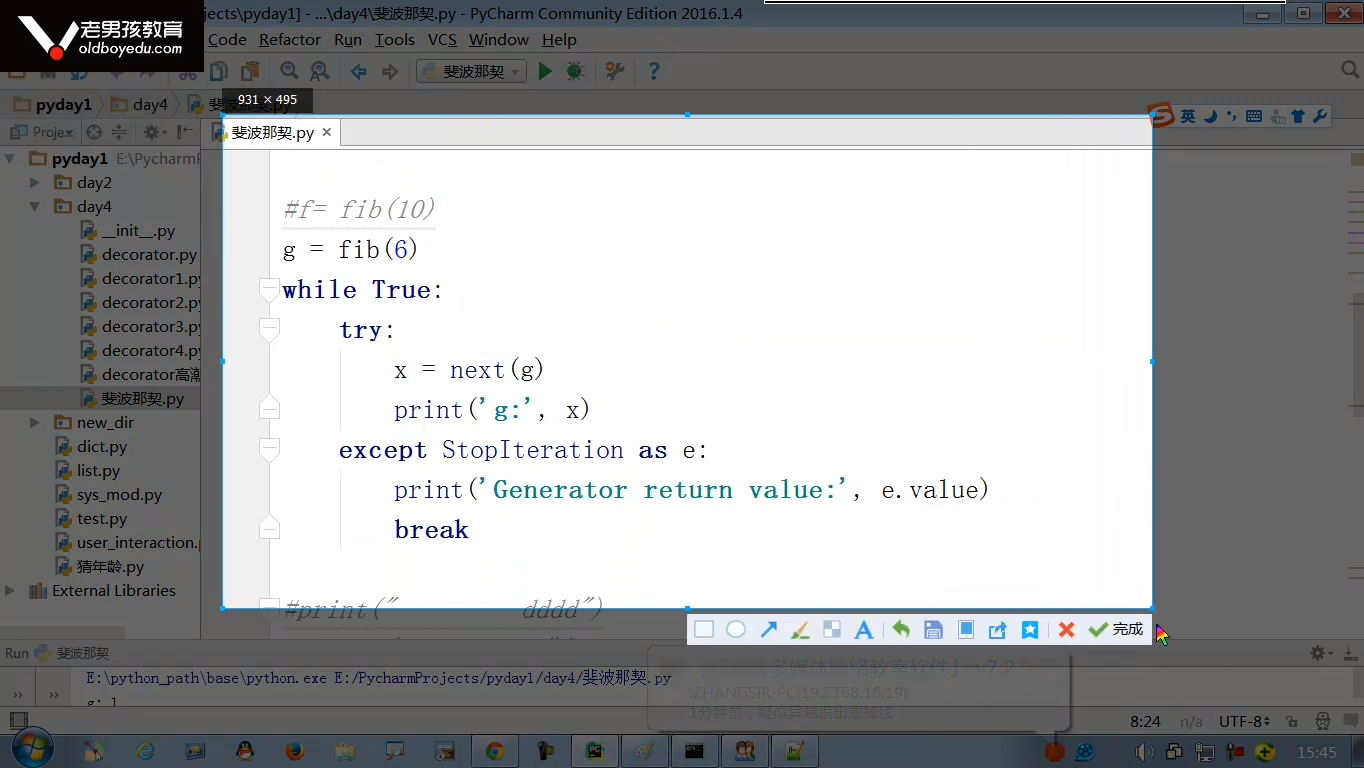 老男孩教育
oldboyedu.com
jects\pyday1] - ...\day4\斐波那契.py - PyCharm Community Edition 2016.1.4
Code Refactor Run Tools VCS Window Help
斐波那契
pyday1 day4 斐波那契.py
931 × 495
英
Proje
斐波那契.py
pyday1 E:\PycharmP
day2
day4
__init__.py
decorator.py
decorator1.py
decorator2.py
decorator3.py
decorator4.py
decorator高潮
斐波那契.py
new_dir
dict.py
list.py
sys_mod.py
test.py
user_interaction.p
猜年龄.py
External Libraries
#f= fib(10)
g = fib(6)
while True:
    try:
        x = next(g)
        print('g:', x)
    except StopIteration as e:
        print('Generator return value:', e.value)
        break
#print("        dddd")
完成
Run 斐波那契
E:\python_path\base\python.exe E:/PycharmProjects/pyday1/day4/斐波那契.py
g: 1
多媒体网络教室软件」 v7.2
.ZHANGSIR-PC(192.168.16.19)
1分钟前，疑似异常退出或掉线
8:24 n/a UTF-8
15:45